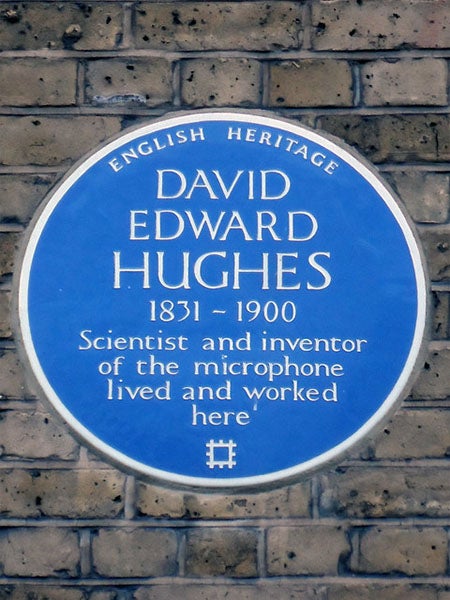 ENGLISH HERITAGE
DAVID
EDWARD
HUGHES
1831 ~ 1900
Scientist and inventor
of the microphone
lived and worked
here